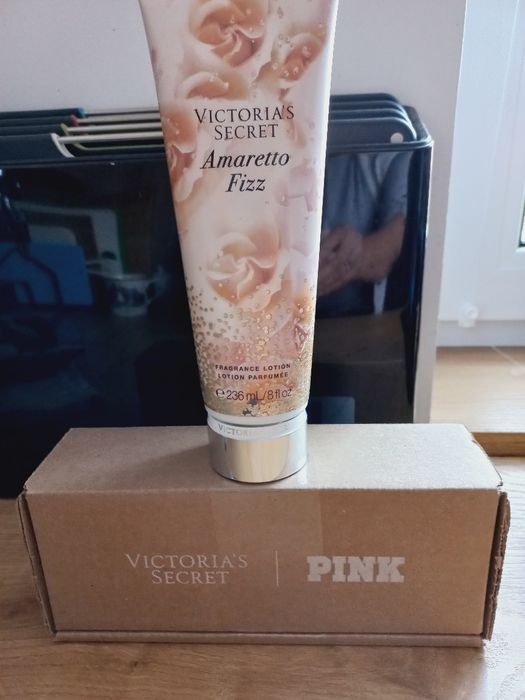 VICTORIA'S
SECRET
Amaretto
Fizz
FRAGRANCE LOTION
LOTION PARFUMÉE
℮ 236 mL/8 fl oz
VICTORIA'S
SECRET | PINK